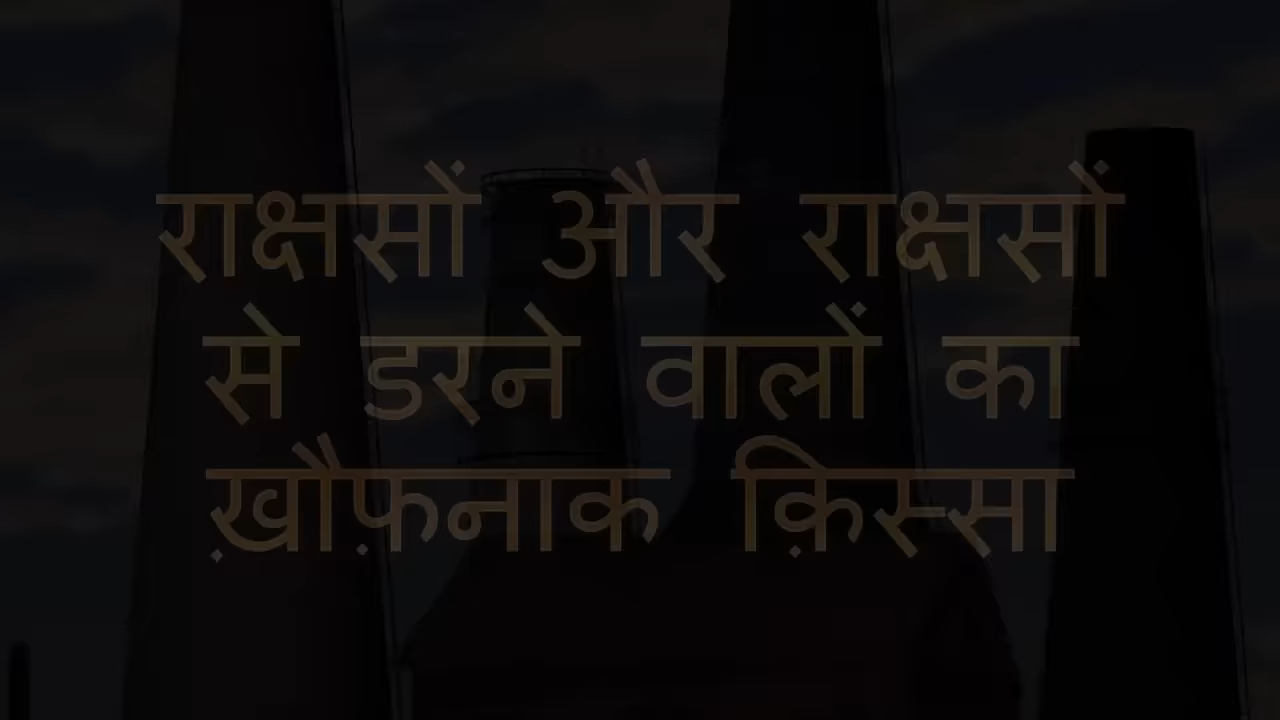 राक्षसों और राक्षसों
से डरने वालों का
ख़ौफ़नाक क़िस्सा